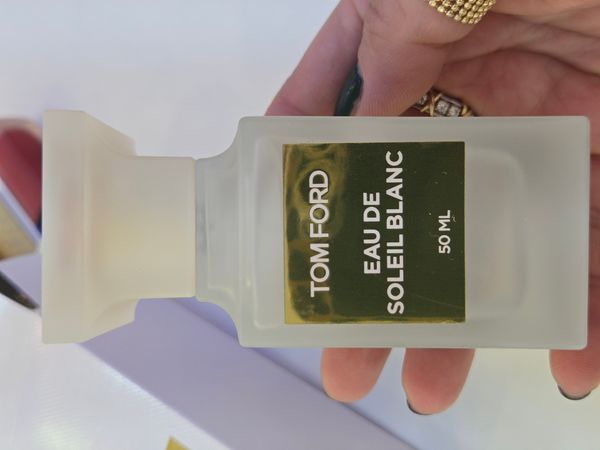 TOM FORD
EAU DE
SOLEIL BLANC
50 ML